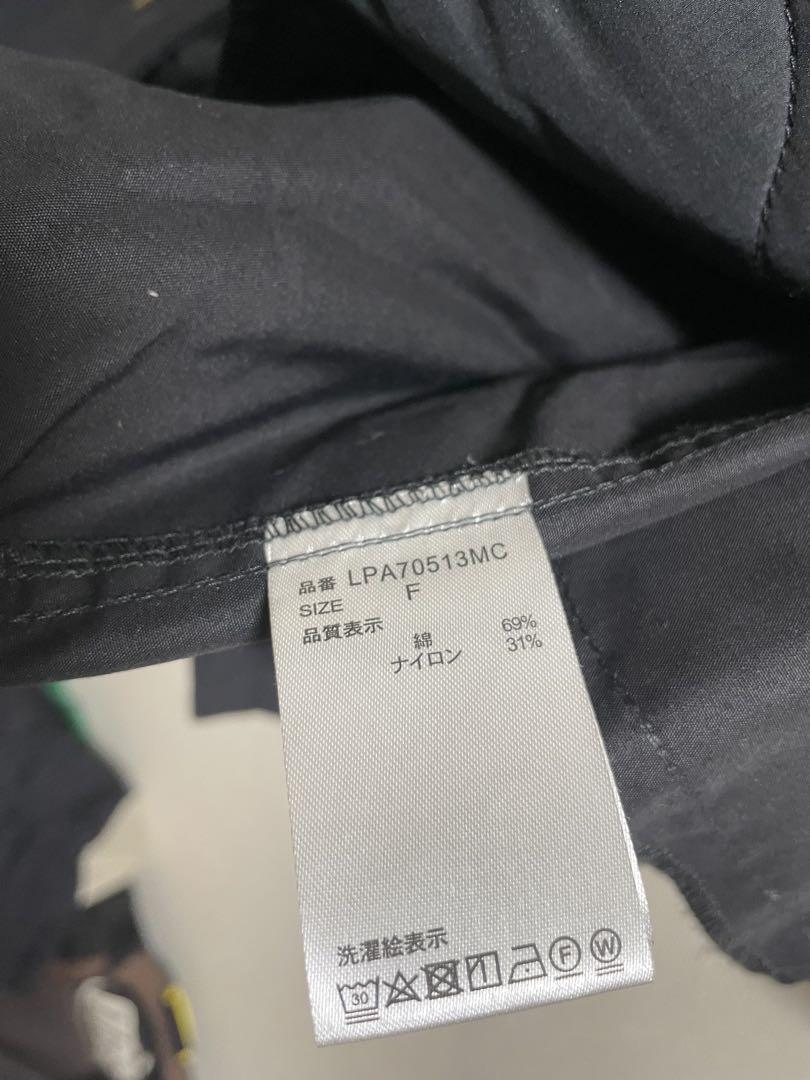 品番 LPA70513MC
SIZE F
品質表示
綿 69%
ナイロン 31%
洗濯絵表示
30 F W